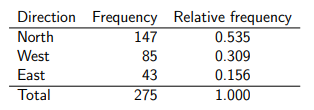 Direction Frequency Relative frequency
North 147 0.535
West 85 0.309
East 43 0.156
Total 275 1.000